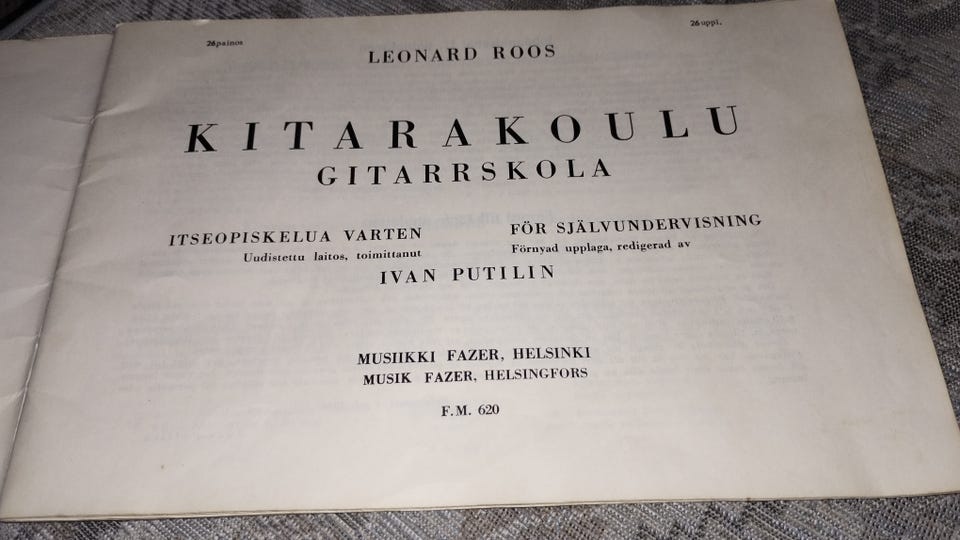 26 painos
26 uppl.
LEONARD ROOS
KITARAKOULU
GITARRSKOLA
ITSEOPISKELUA VARTEN
Uudistettu laitos, toimittanut
FÖR SJÄLVUNDERVISNING
Förnyad upplaga, redigerad av
IVAN PUTILIN
MUSIIKKI FAZER, HELSINKI
MUSIK FAZER, HELSINGFORS
F.M. 620